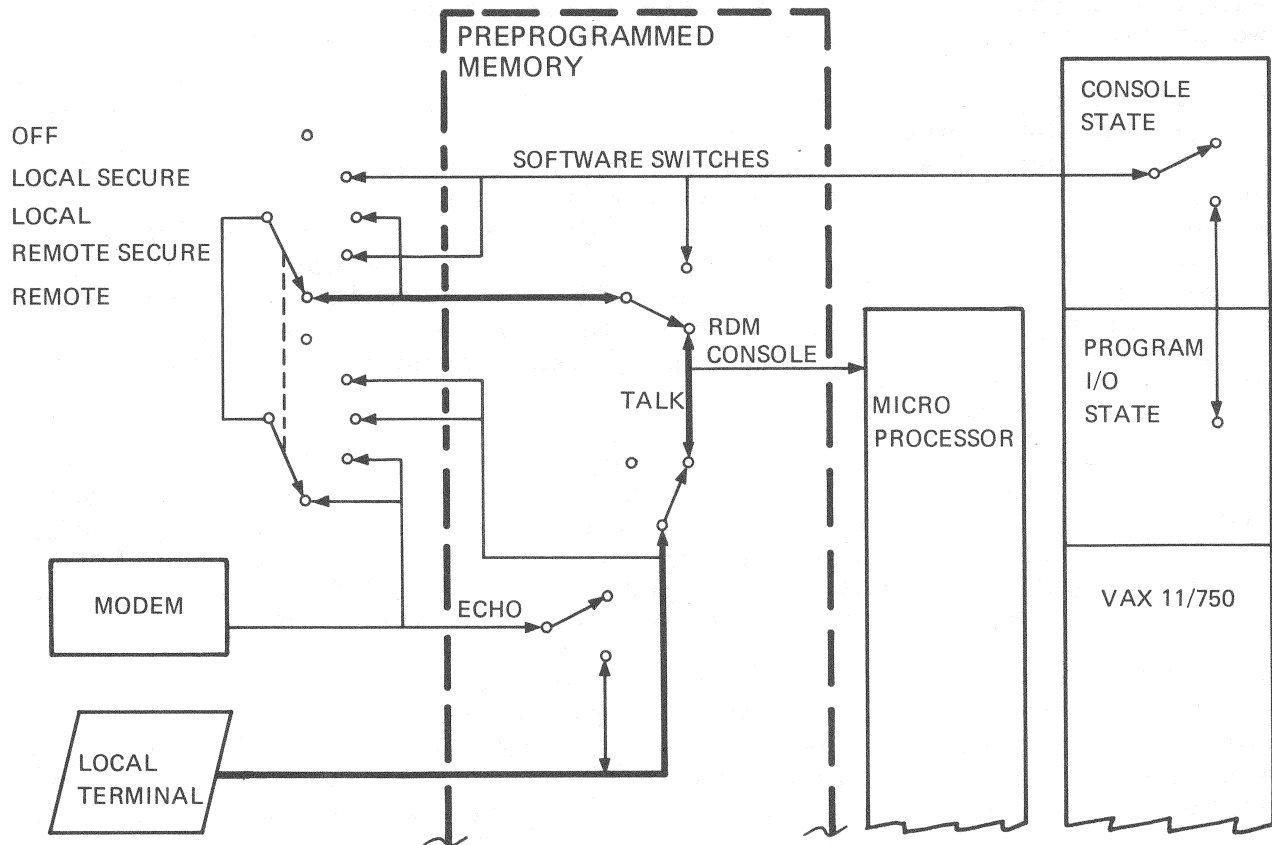 PREPROGRAMMED
MEMORY
CONSOLE
STATE
OFF
SOFTWARE SWITCHES
LOCAL SECURE
LOCAL
REMOTE SECURE
REMOTE
RDM
CONSOLE
PROGRAM
I/O
STATE
TALK
MICRO
PROCESSOR
MODEM
ECHO
VAX 11/750
LOCAL
TERMINAL